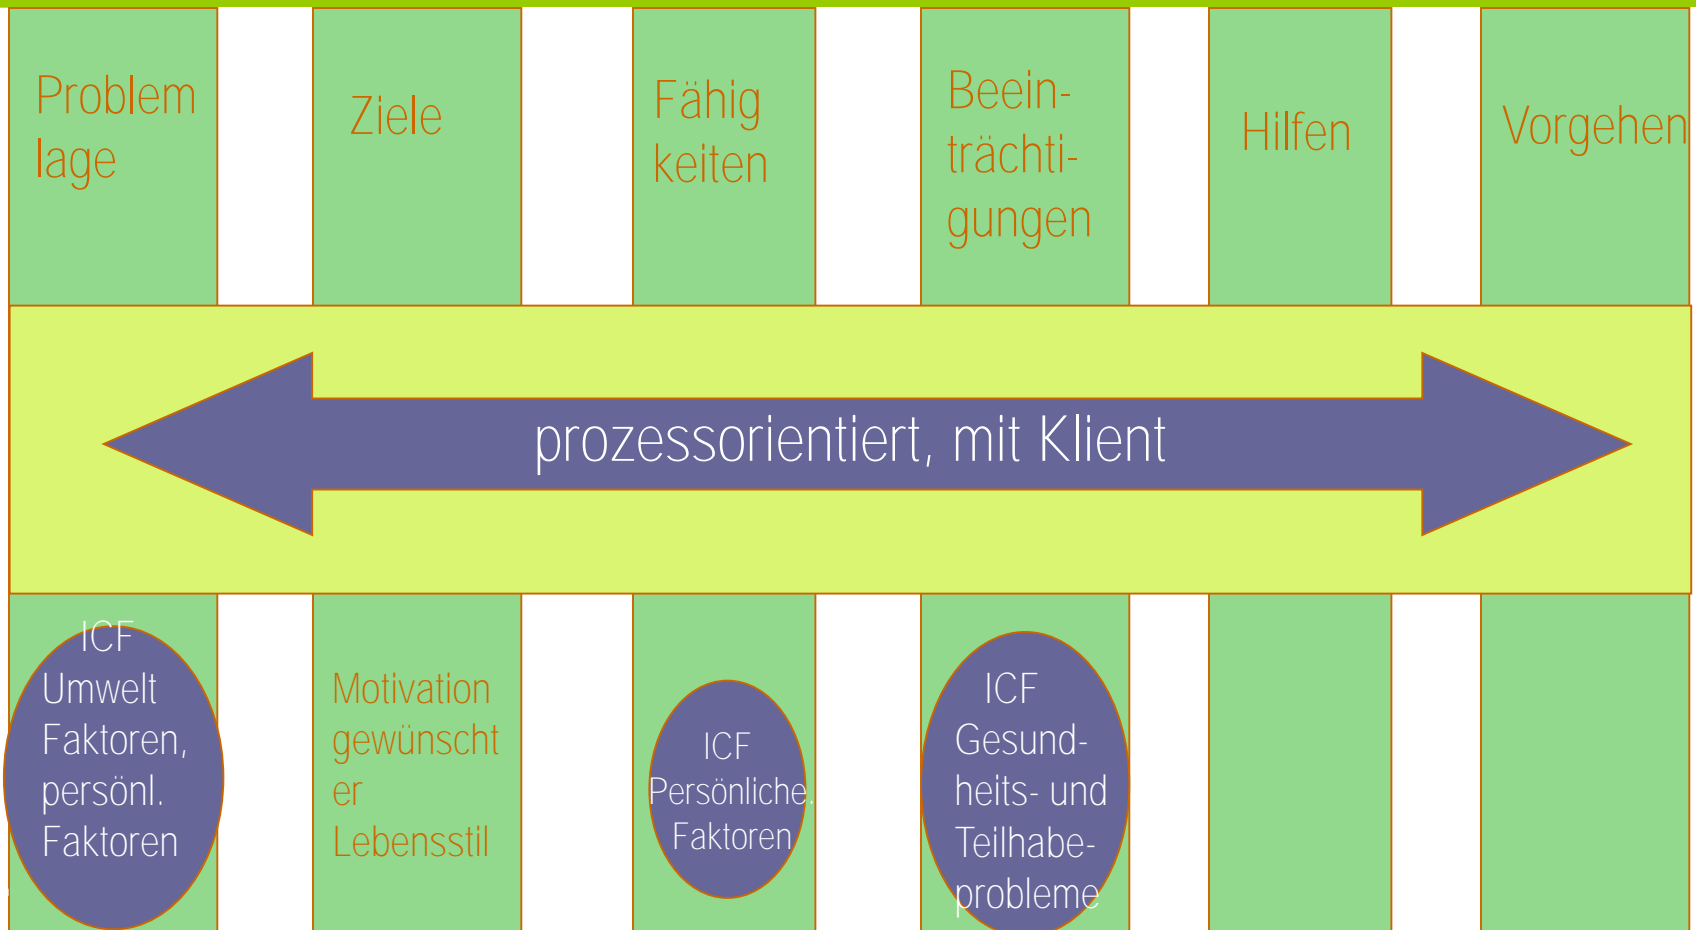 Problem
lage
Ziele
Fähig
keiten
Beein-
trächti-
gungen
Hilfen
Vorgehen
prozessorientiert, mit Klient
ICF
Umwelt
Faktoren,
persönl.
Faktoren
Motivation
gewünscht
er
Lebensstil
ICF
Persönliche.
Faktoren
ICF
Gesund-
heits- und
Teilhabe-
probleme